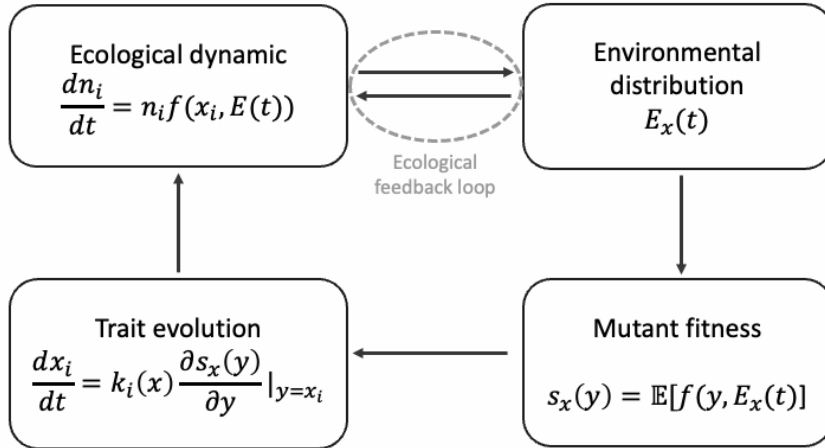 Ecological dynamic
dn_i/dt = n_i f(x_i, E(t))
Environmental
distribution
E_x(t)
Ecological
feedback loop
Trait evolution
dx_i/dt = k_i(x) ∂s_x(y)/∂y |_{y=x_i}
Mutant fitness
s_x(y) = 𝔼[f(y, E_x(t)]